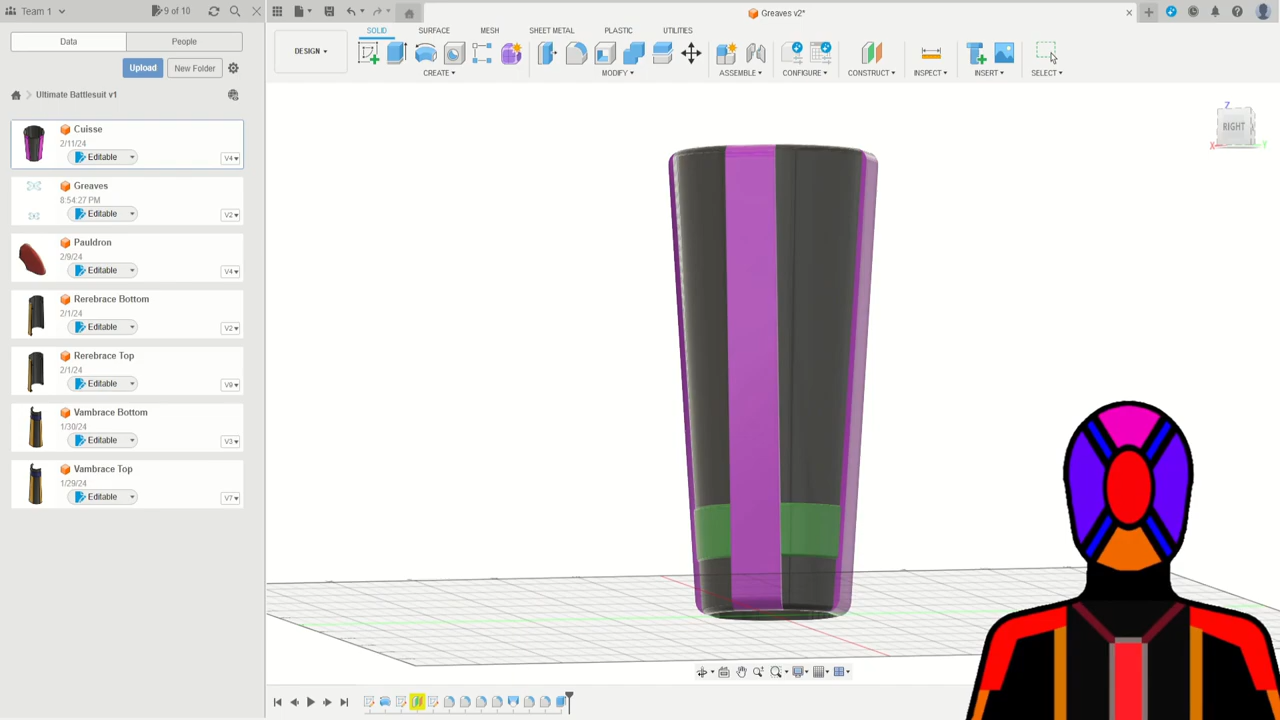 Team 1
9 of 10
Greaves v2*
Data
People
Upload
New Folder
Ultimate Battlesuit v1
Cuisse
2/11/24
Editable
V4
Greaves
8:54:27 PM
Editable
V2
Pauldron
2/9/24
Editable
V4
Rerebrace Bottom
2/1/24
Editable
V2
Rerebrace Top
2/1/24
Editable
V9
Vambrace Bottom
1/30/24
Editable
V3
Vambrace Top
1/29/24
Editable
V7
SOLID
SURFACE
MESH
SHEET METAL
PLASTIC
UTILITIES
DESIGN
CREATE
MODIFY
ASSEMBLE
CONFIGURE
CONSTRUCT
INSPECT
INSERT
SELECT
Z
RIGHT
X
Y